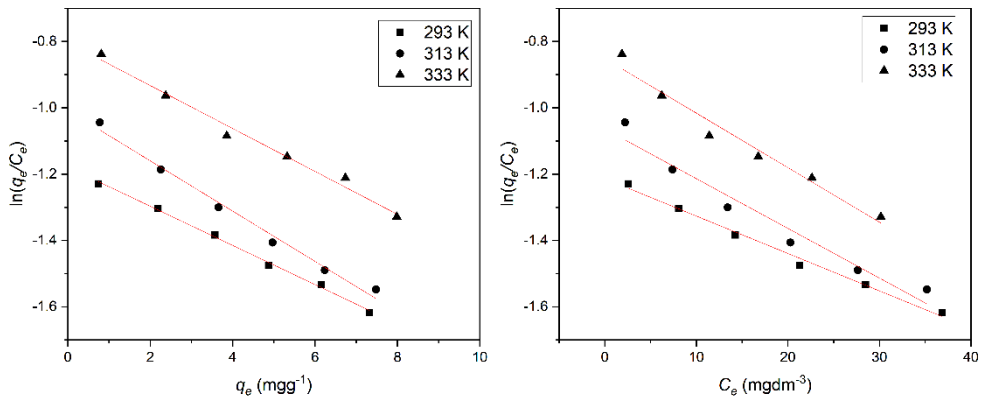 293 K
313 K
333 K
-0.8
-1.0
-1.2
-1.4
-1.6
ln(qe/Ce)
0 2 4 6 8 10
qe (mgg-1)
293 K
313 K
333 K
-0.8
-1.0
-1.2
-1.4
-1.6
ln(qe/Ce)
0 10 20 30 40
Ce (mgdm-3)